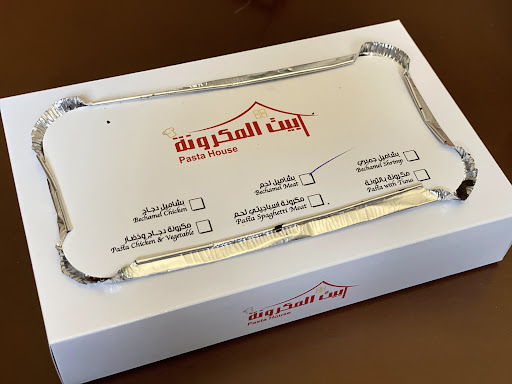 بيت المكرونة
Pasta House
بشاميل دجاج
Bechamel Chicken
بشاميل لحم
Bechamel Meat
بشاميل جمبري
Bechamel Shrimp
مكرونة دجاج وخضار
Pasta Chicken & Vegetable
مكرونة اسباجيتي لحم
Pasta Spaghetti Meat
مكرونة بالتونة
Pasta with Tuna
بيت المكرونة
Pasta House